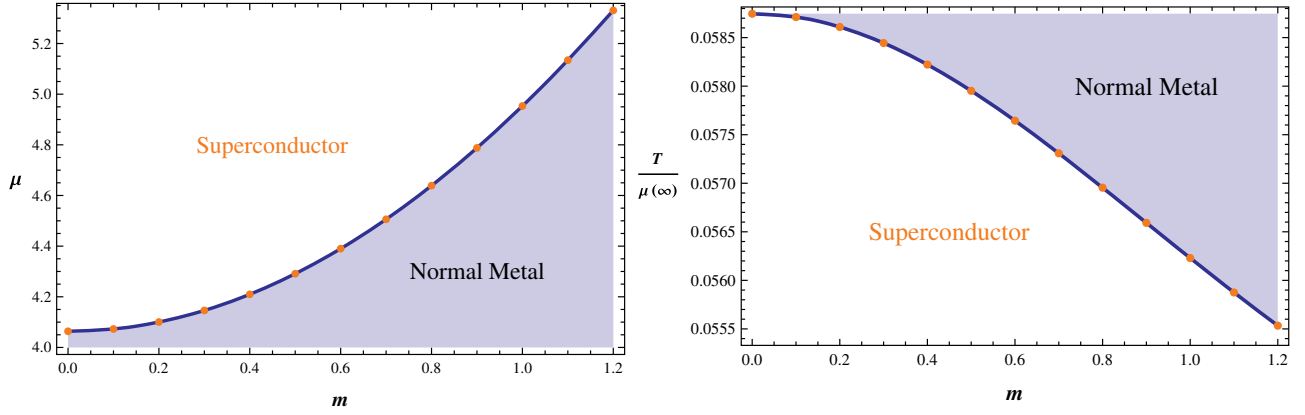 5.2
5.0
4.8
4.6
4.4
4.2
4.0
μ
Superconductor
Normal Metal
0.0 0.2 0.4 0.6 0.8 1.0 1.2
m
0.0585
0.0580
0.0575
0.0570
0.0565
0.0560
0.0555
T
μ (∞)
Normal Metal
Superconductor
0.0 0.2 0.4 0.6 0.8 1.0 1.2
m